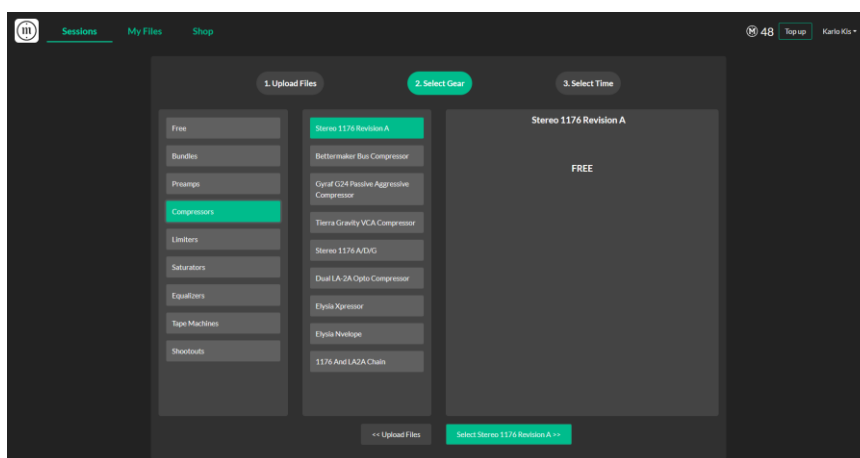 m Sessions My Files Shop M 48 Top up Karlo Kis
1. Upload Files 2. Select Gear 3. Select Time
Free
Bundles
Preamps
Compressors
Limiters
Saturators
Equalizers
Tape Machines
Shootouts
Stereo 1176 Revision A
Bettermaker Bus Compressor
Gyraf G24 Passive Aggressive
Compressor
Tierra Gravity VCA Compressor
Stereo 1176 A/D/G
Dual LA-2A Opto Compressor
Elysia Xpressor
Elysia Nvelope
1176 And LA2A Chain
Stereo 1176 Revision A
FREE
<< Upload Files Select Stereo 1176 Revision A >>